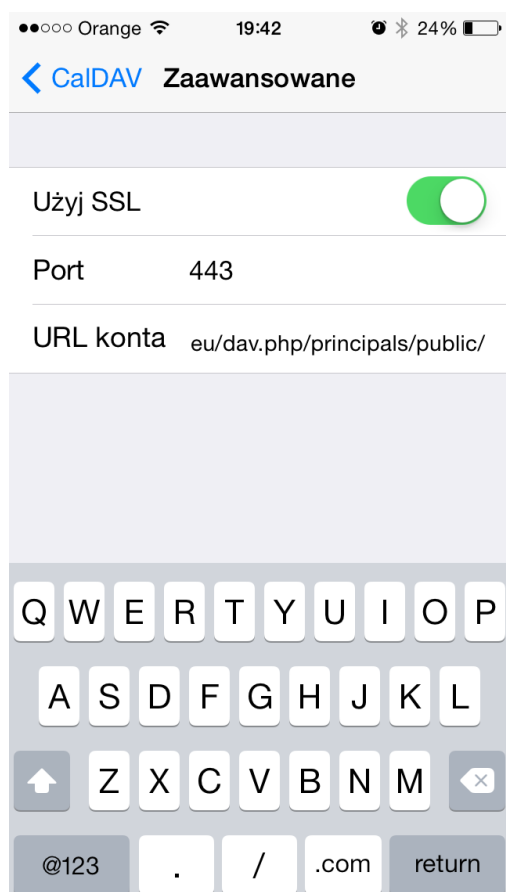 Orange 19:42 24%
CalDAV Zaawansowane
Użyj SSL
Port 443
URL konta eu/dav.php/principals/public/
Q W E R T Y U I O P
A S D F G H J K L
Z X C V B N M
@123 . / .com return